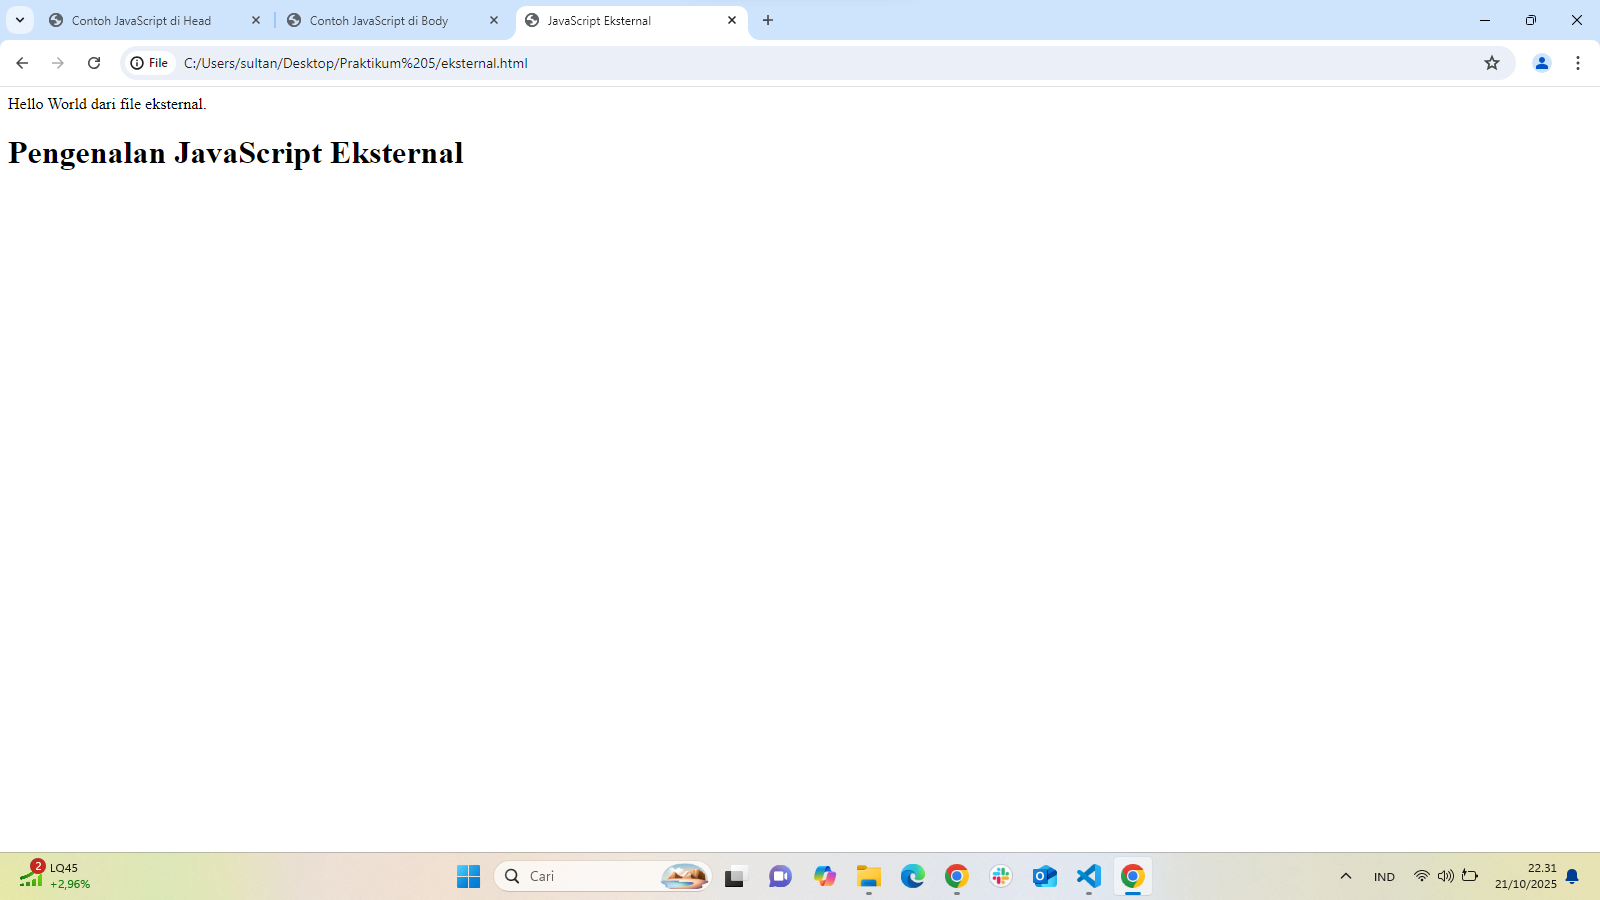 Contoh JavaScript di Head
Contoh JavaScript di Body
JavaScript Eksternal
File
C:/Users/sultan/Desktop/Praktikum%205/eksternal.html
Hello World dari file eksternal.
Pengenalan JavaScript Eksternal
2
LQ45
+2,96%
Cari
IND
22.31
21/10/2025